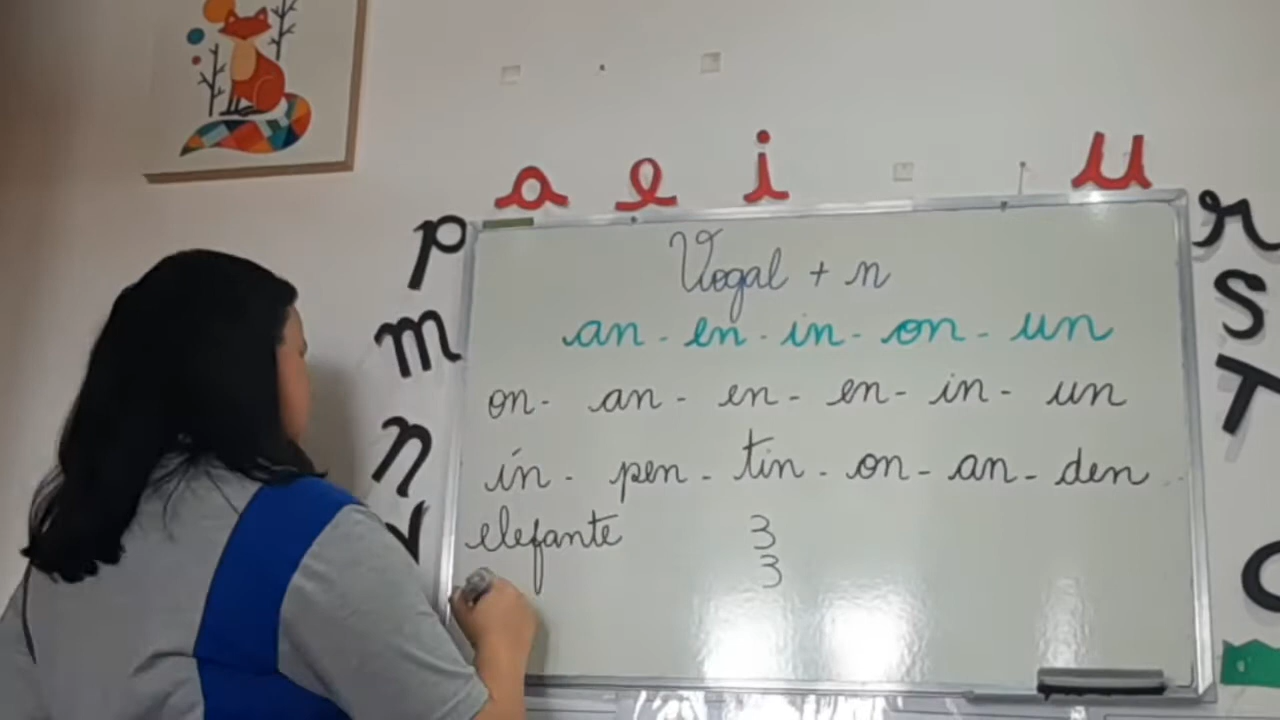 a e i u
p
m
n
v
r
s
T
Vogal + n
an - en - in - on - un
on - an - en - en - in - un
in - pen - tin - on - an - den
elefante 3
3